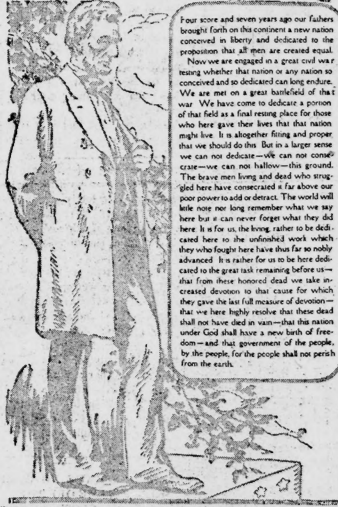 Four score and seven years ago our fathers
brought forth on this continent a new nation
conceived in liberty and dedicated to the
proposition that all men are created equal.
Now we are engaged in a great civil war
testing whether that nation or any nation so
conceived and so dedicated can long endure.
We are met on a great battlefield of that
war We have come to dedicate a portion
of that field as a final resting place for those
who here gave their lives that that nation
might live. It is altogether fitting and proper
that we should do this But in a larger sense
we can not dedicate—we can not conse-
crate—we can not hallow—this ground.
The brave men living and dead who strug-
gled here have consecrated it far above our
poor power to add or detract. The world will
little note nor long remember what we say
here but it can never forget what they did
here. It is for us, the living, rather to be dedi-
cated here to the unfinished work which
they who fought here have thus far so nobly
advanced It is rather for us to be here dedi-
cated to the great task remaining before us—
that from these honored dead we take in-
creased devotion to that cause for which
they gave the last full measure of devotion—
that we here highly resolve that these dead
shall not have died in vain—that this nation
under God shall have a new birth of free-
dom—and that government of the people,
by the people, for the people shall not perish
from the earth.